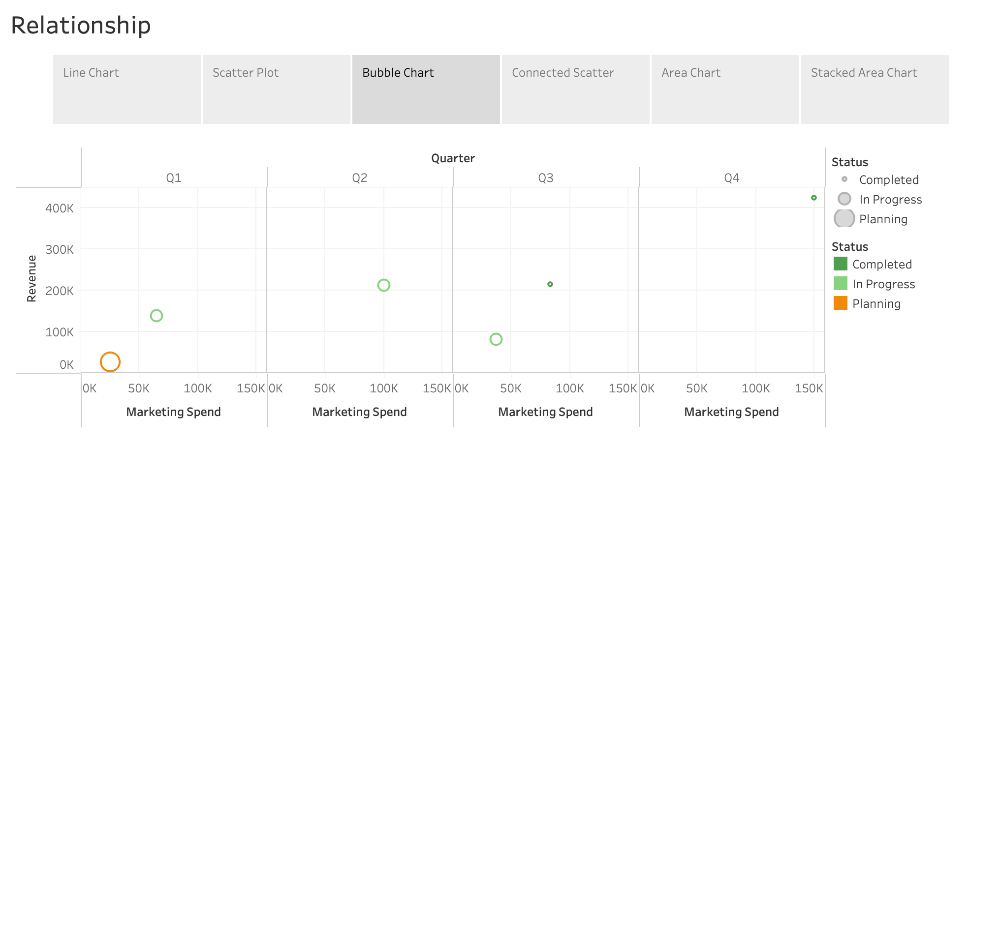 Relationship
Line Chart
Scatter Plot
Bubble Chart
Connected Scatter
Area Chart
Stacked Area Chart
Quarter
Q1
Q2
Q3
Q4
Revenue
400K
300K
200K
100K
0K
0K 50K 100K 150K 0K 50K 100K 150K 0K 50K 100K 150K 0K 50K 100K 150K
Marketing Spend
Marketing Spend
Marketing Spend
Marketing Spend
Status
Completed
In Progress
Planning
Status
Completed
In Progress
Planning